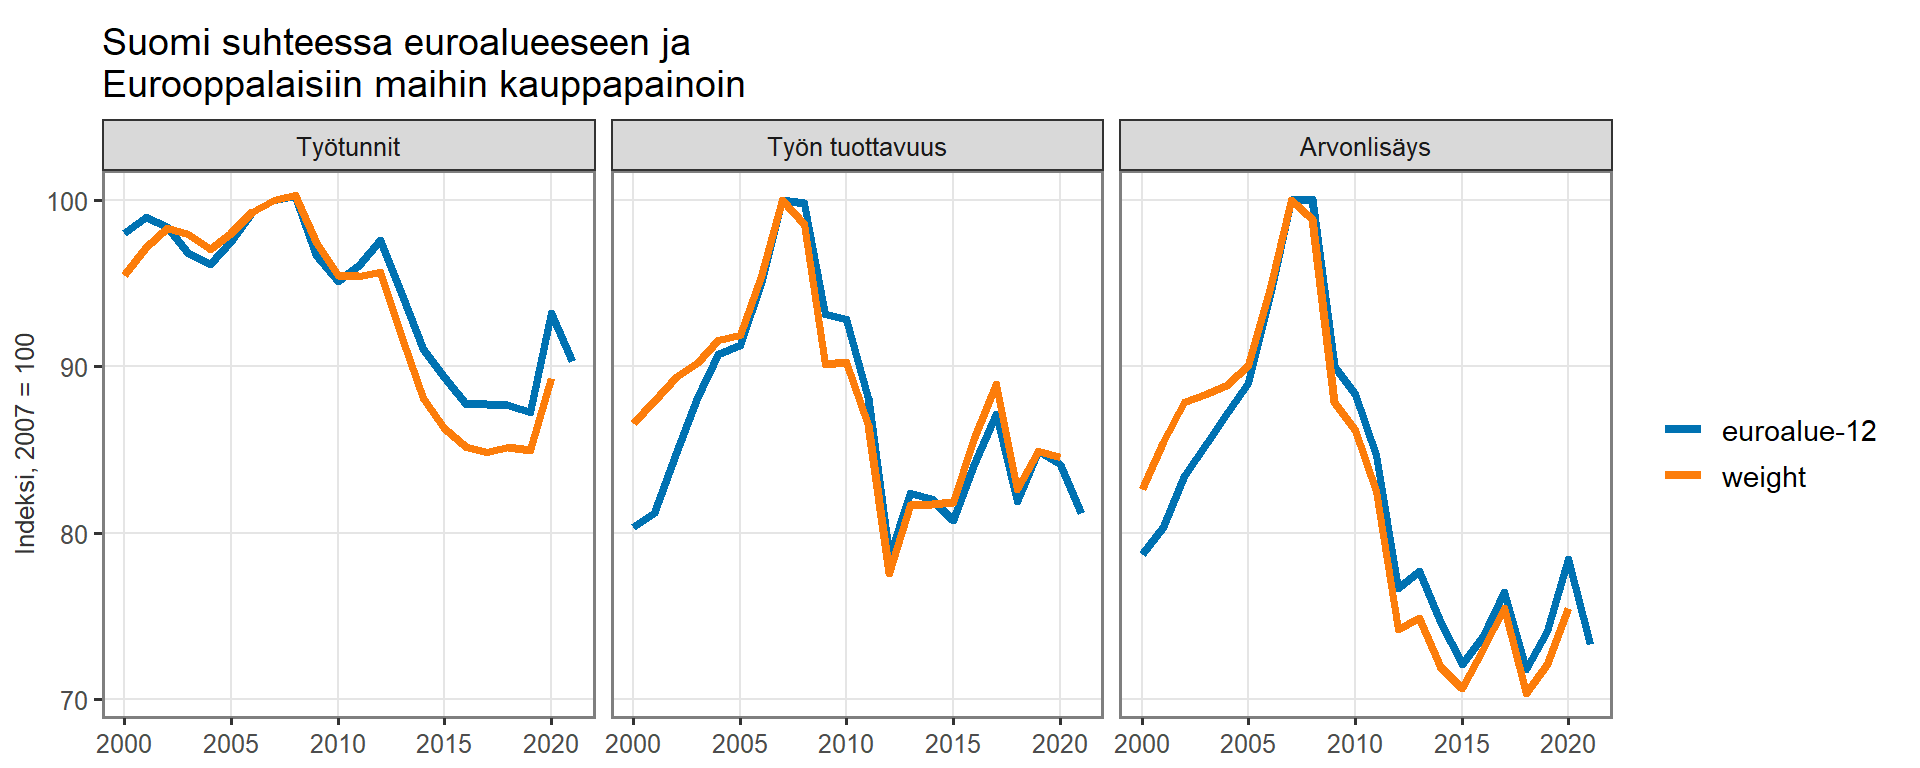 Suomi suhteessa euroalueeseen ja
Eurooppalaisiin maihin kauppapainoin
Työtunnit
Työn tuottavuus
Arvonlisäys
Indeksi, 2007 = 100
100
90
80
70
2000 2005 2010 2015 2020
2000 2005 2010 2015 2020
2000 2005 2010 2015 2020
euroalue-12
weight